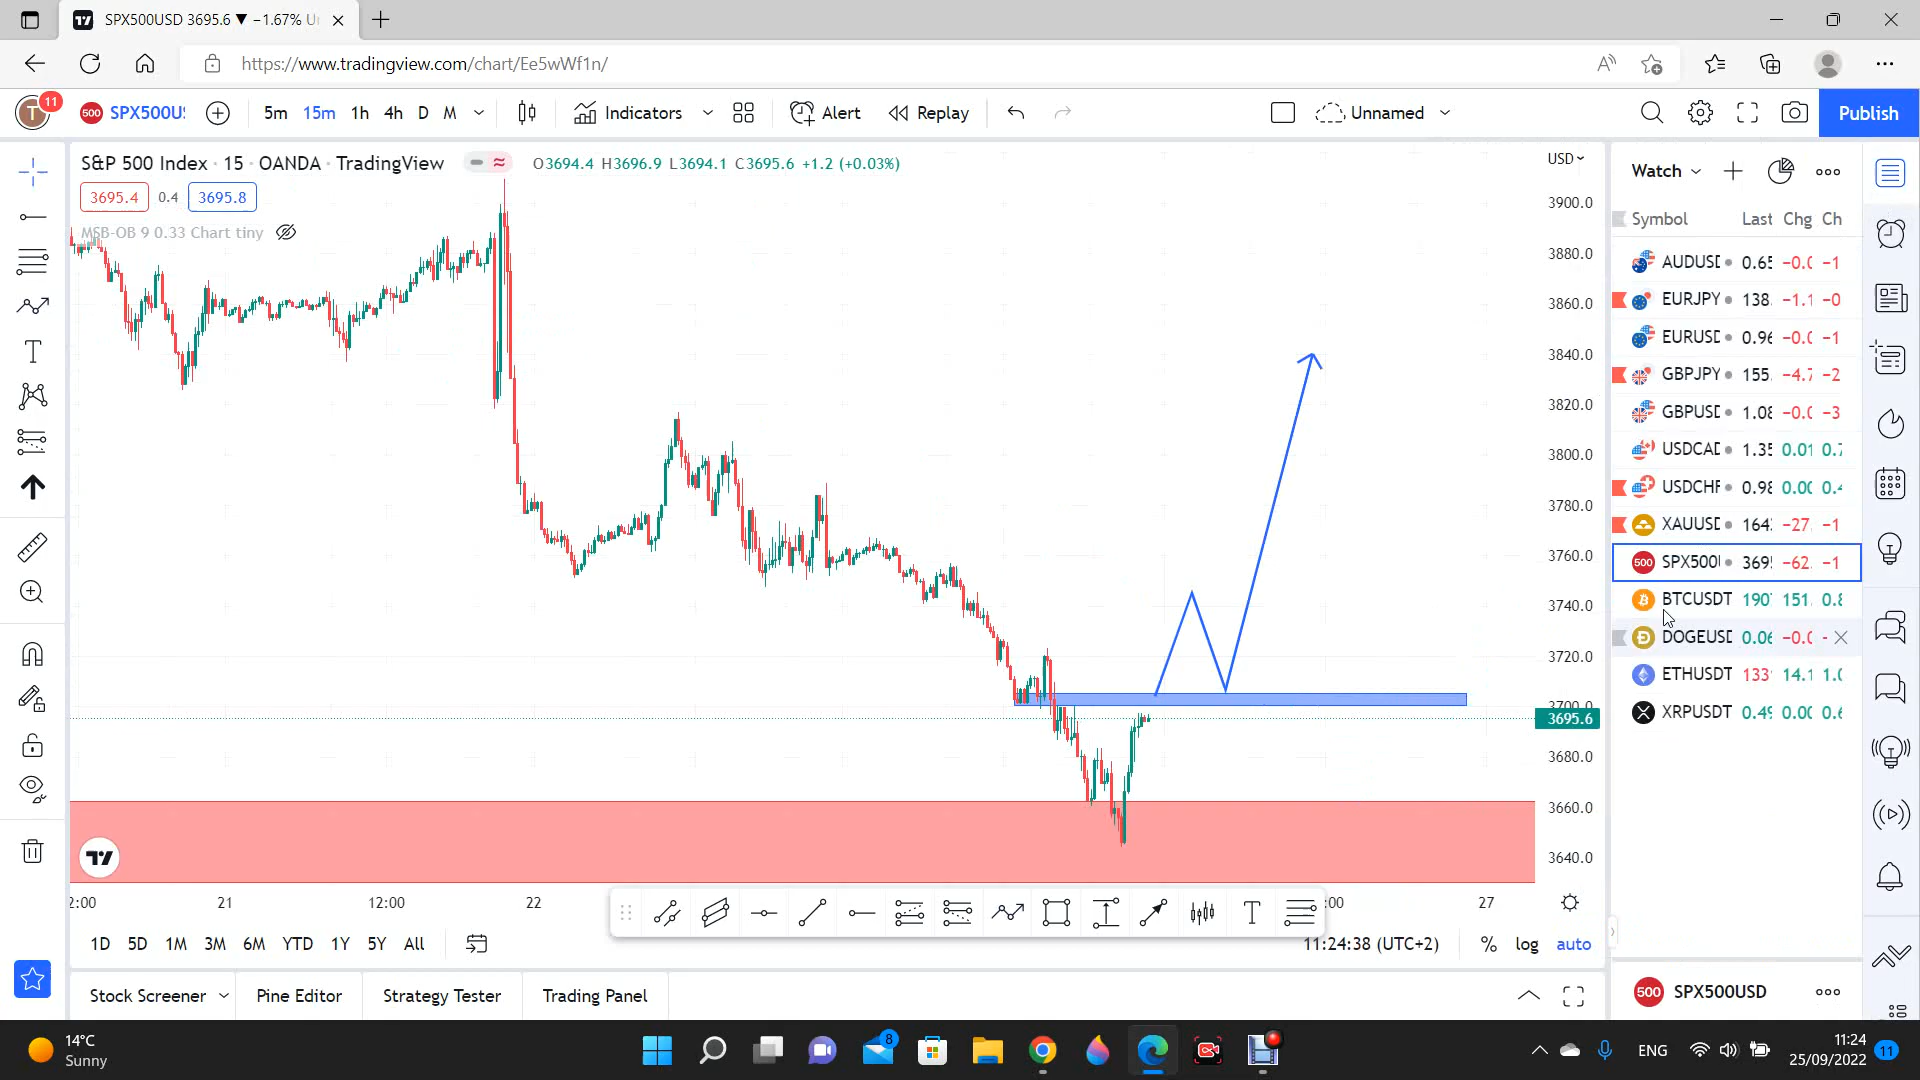 SPX500USD 3695.6 ▼ −1.67% U
https://www.tradingview.com/chart/Ee5wWf1n/
T 11 500 SPX500U: 5m 15m 1h 4h D M Indicators Alert Replay Unnamed Publish
S&P 500 Index · 15 · OANDA · TradingView O3694.4 H3696.9 L3694.1 C3695.6 +1.2 (+0.03%)
3695.4 0.4 3695.8
MSB-OB 9 0.33 Chart tiny
USD
3900.0
3880.0
3860.0
3840.0
3820.0
3800.0
3780.0
3760.0
3740.0
3720.0
3700.0
3695.6
3680.0
3660.0
3640.0
2:00 21 12:00 22 :00 27
1D 5D 1M 3M 6M YTD 1Y 5Y All 11:24:38 (UTC+2) % log auto
Stock Screener Pine Editor Strategy Tester Trading Panel
Watch
Symbol Last Chg Ch
AUDUSD 0.65 −0.0 −1
EURJPY 138. −1.1 −0
EURUSD 0.96 −0.0 −1
GBPJPY 155. −4.7 −2
GBPUSD 1.08 −0.0 −3
USDCAD 1.35 0.01 0.7
USDCHF 0.98 0.00 0.4
XAUUSD 164 −27. −1
500 SPX500 369 −62. −1
BTCUSDT 190 151. 0.8
DOGEUSD 0.06 −0.0 −
ETHUSDT 133 14.1 1.0
XRPUSDT 0.49 0.00 0.6
500 SPX500USD
14°C
Sunny
8
ENG
11:24
25/09/2022
11